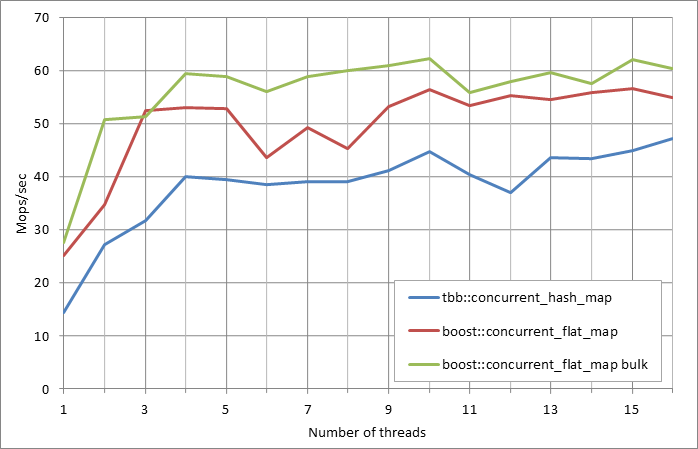 70
60
50
40
30
20
10
0
Mops/sec
tbb::concurrent_hash_map
boost::concurrent_flat_map
boost::concurrent_flat_map bulk
1 3 5 7 9 11 13 15
Number of threads